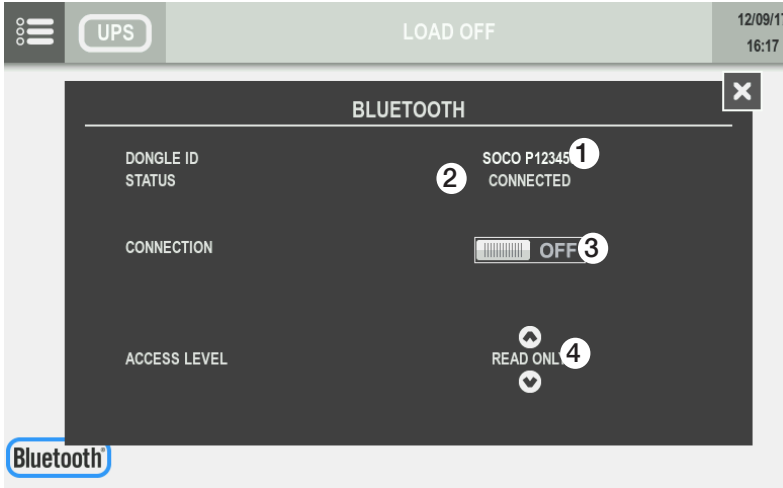 UPS
LOAD OFF
12/09/17
16:17
BLUETOOTH
DONGLE ID
SOCO P12345
1
STATUS
2
CONNECTED
CONNECTION
OFF
3
ACCESS LEVEL
READ ONL
4
Bluetooth